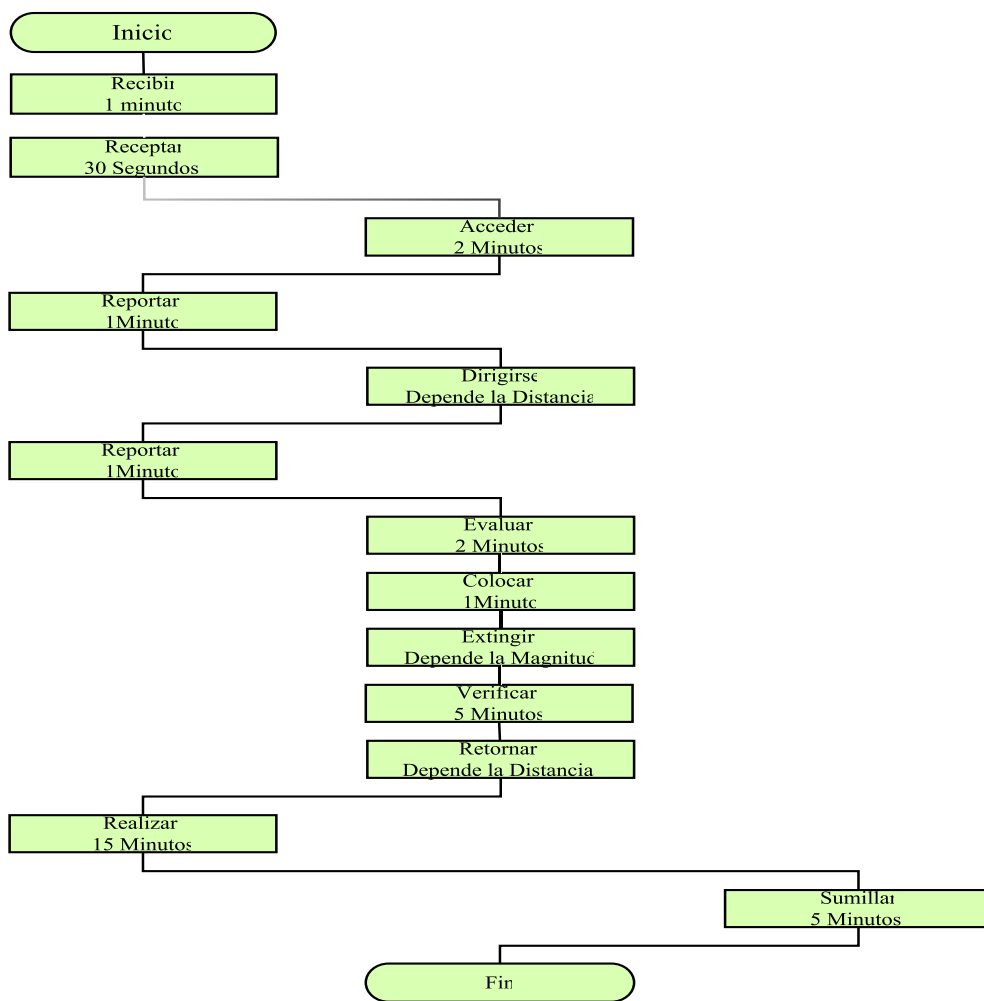 Inicio
Recibir
1 minuto
Receptar
30 Segundos
Acceder
2 Minutos
Reportar
1Minuto
Dirigirse
Depende la Distancia
Reportar
1Minuto
Evaluar
2 Minutos
Colocar
1Minuto
Extingir
Depende la Magnitud
Verificar
5 Minutos
Retornar
Depende la Distancia
Realizar
15 Minutos
Sumillar
5 Minutos
Fin